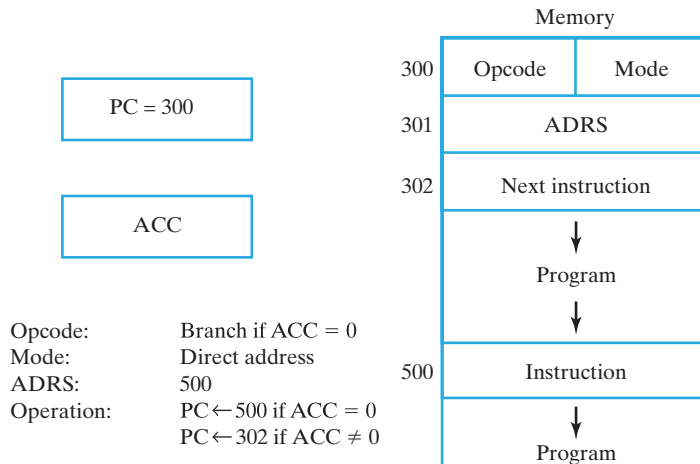 Memory
300 Opcode Mode
PC = 300
301 ADRS
302 Next instruction
ACC
Program
Opcode: Branch if ACC = 0
Mode: Direct address
ADRS: 500
Operation: PC ← 500 if ACC = 0
PC ← 302 if ACC ≠ 0
500 Instruction
Program